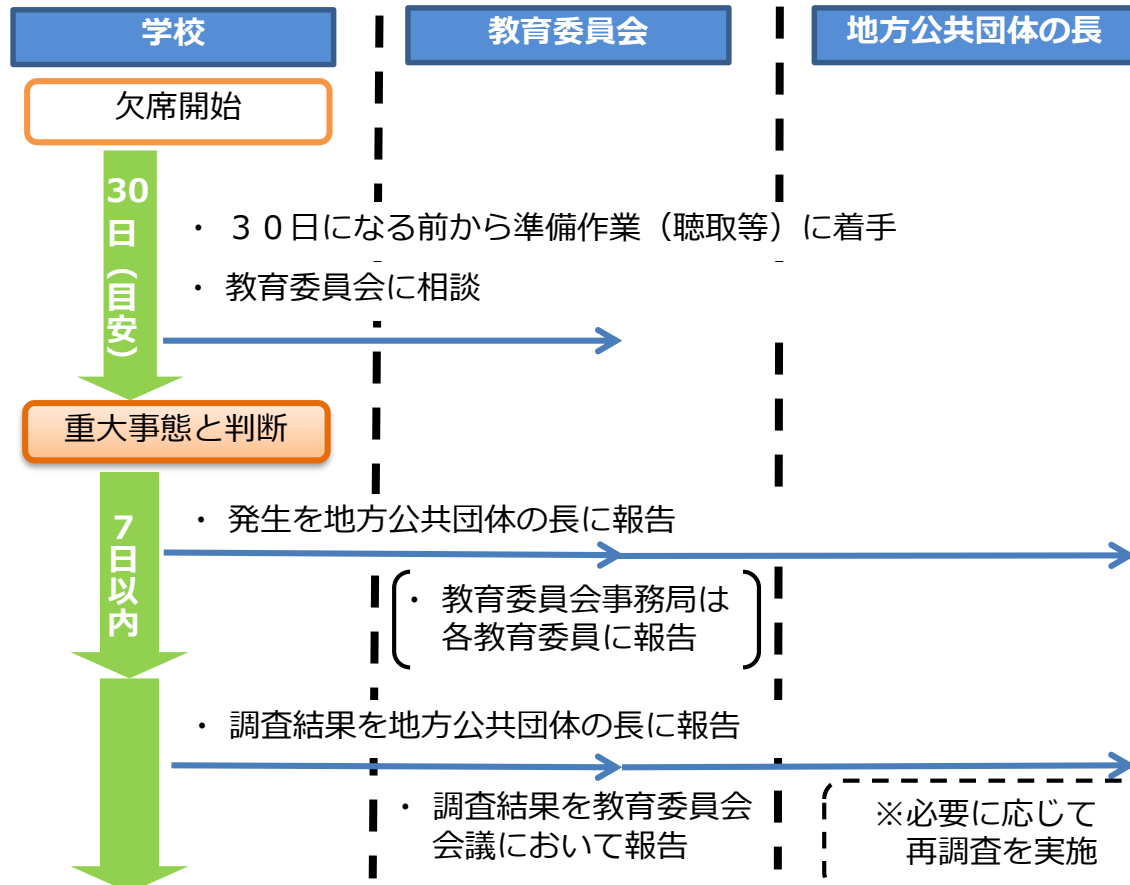 学校
教育委員会
地方公共団体の長
欠席開始
30日(目安)
・ ３０日になる前から準備作業（聴取等）に着手
・ 教育委員会に相談
重大事態と判断
7日以内
・ 発生を地方公共団体の長に報告
・ 教育委員会事務局は
各教育委員に報告
・ 調査結果を地方公共団体の長に報告
・ 調査結果を教育委員会
会議において報告
※必要に応じて
再調査を実施